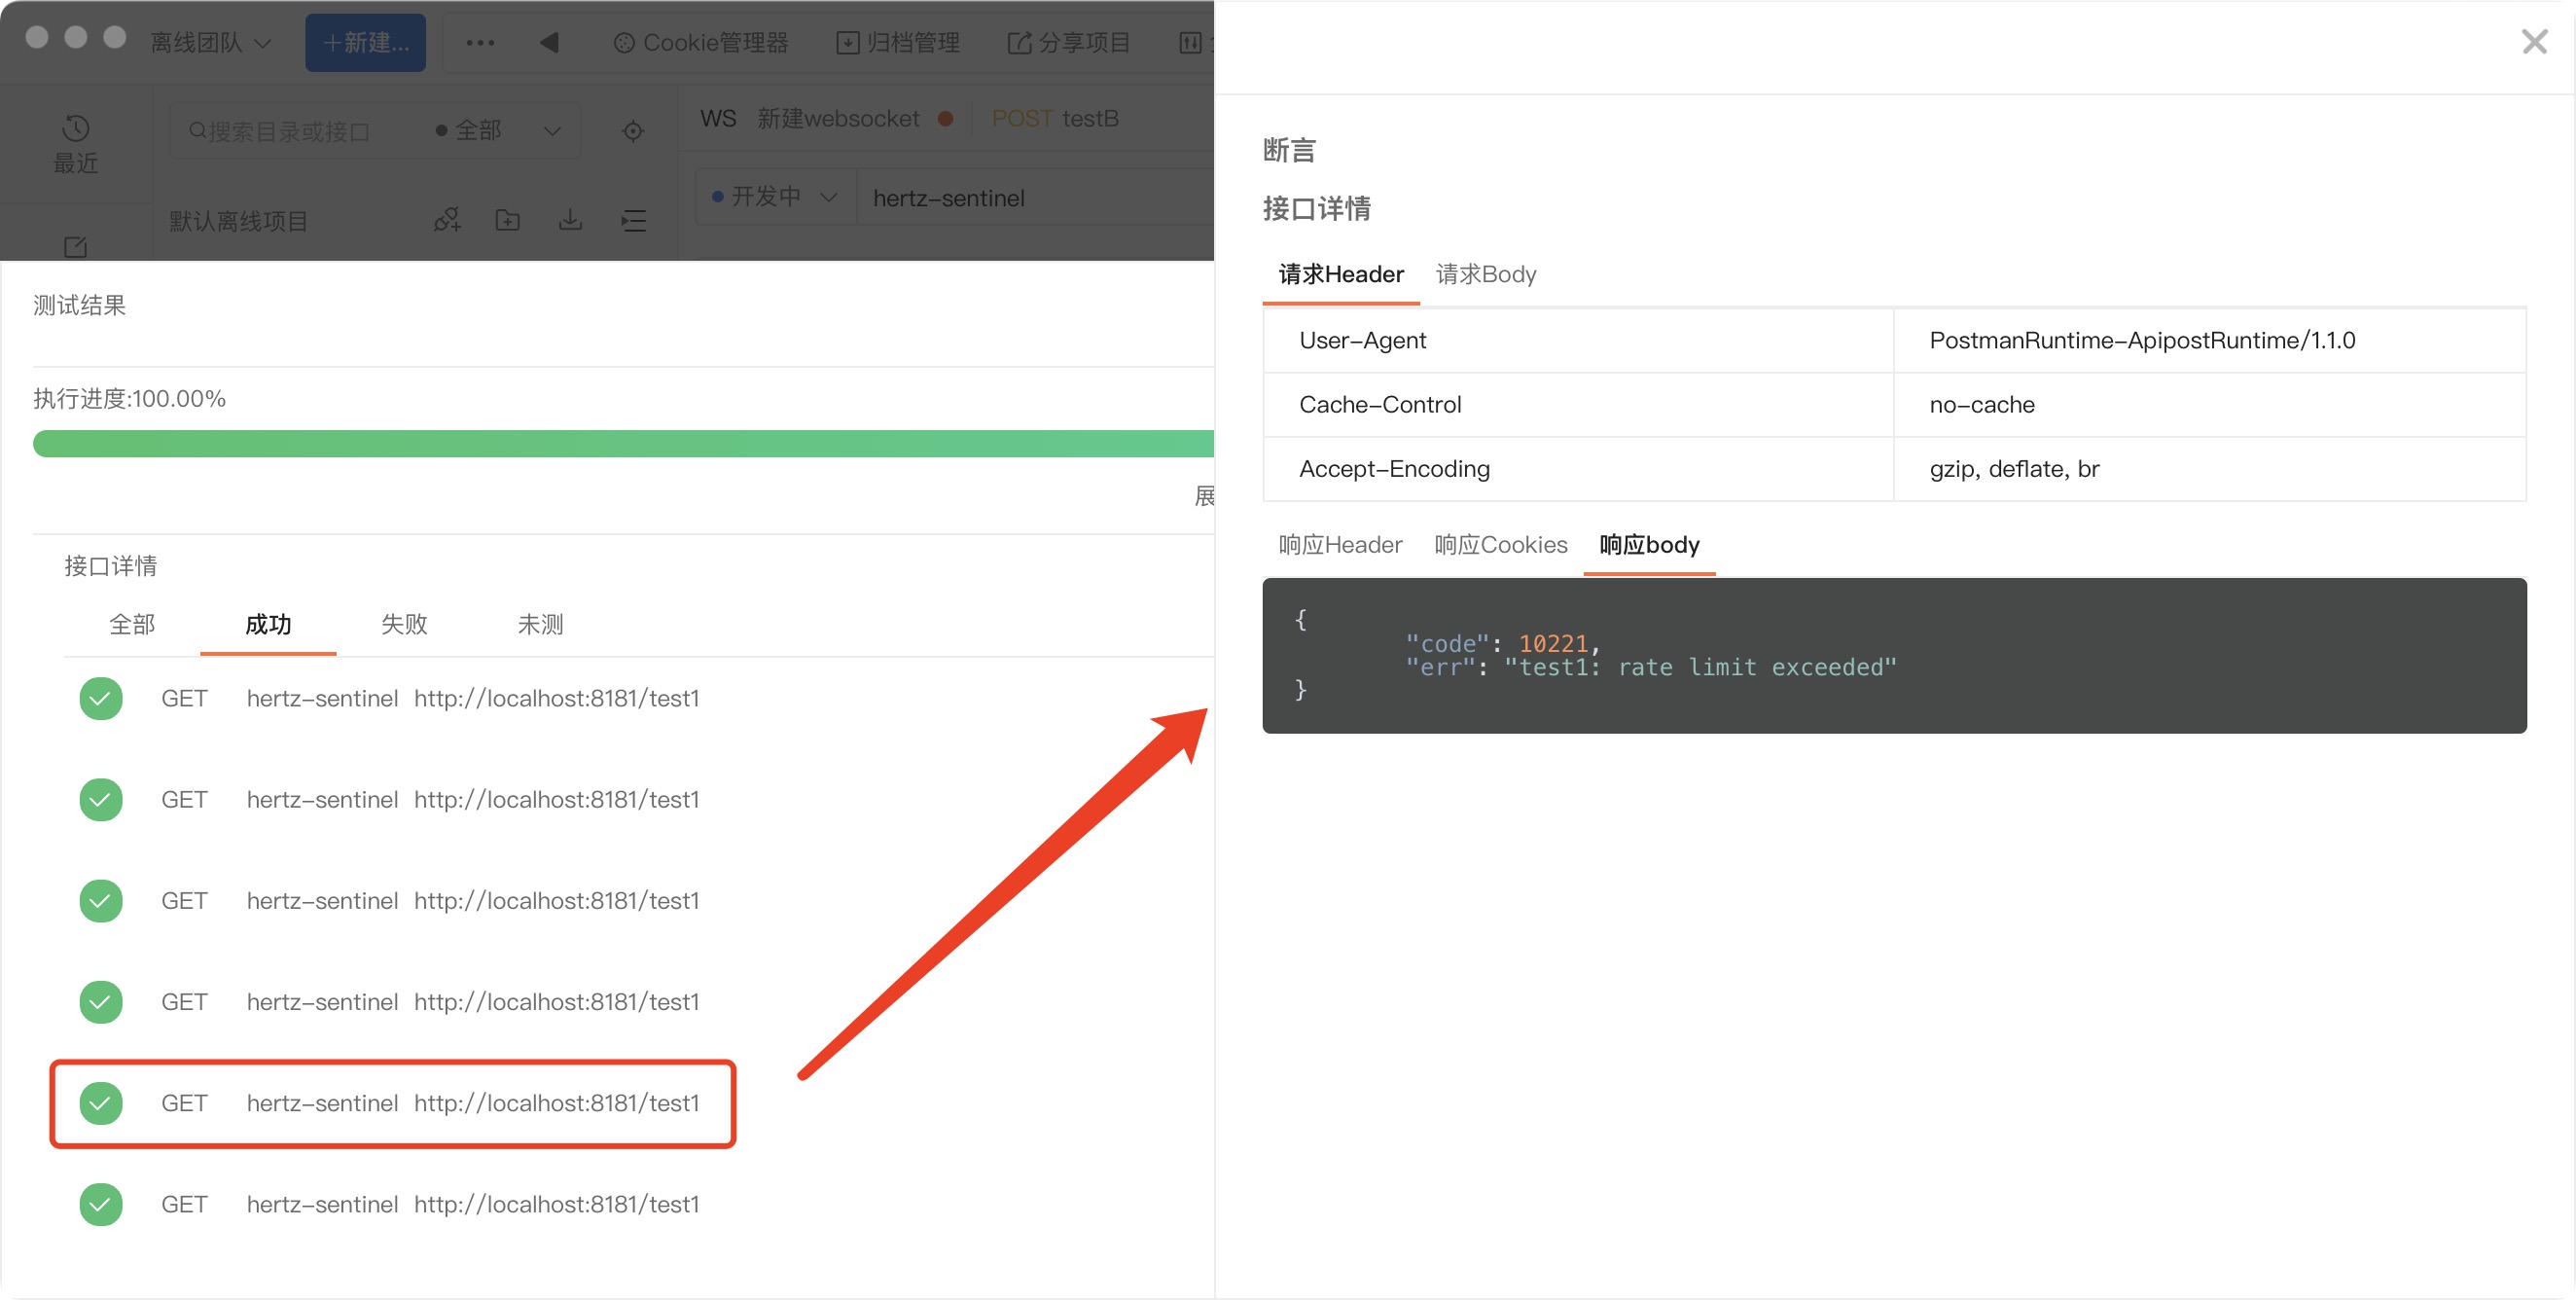 离线团队
+新建...
Cookie管理器
归档管理
分享项目
最近
搜索目录或接口
全部
默认离线项目
WS 新建websocket
POST testB
开发中
hertz-sentinel
测试结果
执行进度:100.00%
展
接口详情
全部 成功 失败 未测
GET hertz-sentinel http://localhost:8181/test1
GET hertz-sentinel http://localhost:8181/test1
GET hertz-sentinel http://localhost:8181/test1
GET hertz-sentinel http://localhost:8181/test1
GET hertz-sentinel http://localhost:8181/test1
GET hertz-sentinel http://localhost:8181/test1
断言
接口详情
请求Header 请求Body
User-Agent PostmanRuntime-ApipostRuntime/1.1.0
Cache-Control no-cache
Accept-Encoding gzip, deflate, br
响应Header 响应Cookies 响应body
{
"code": 10221,
"err": "test1: rate limit exceeded"
}